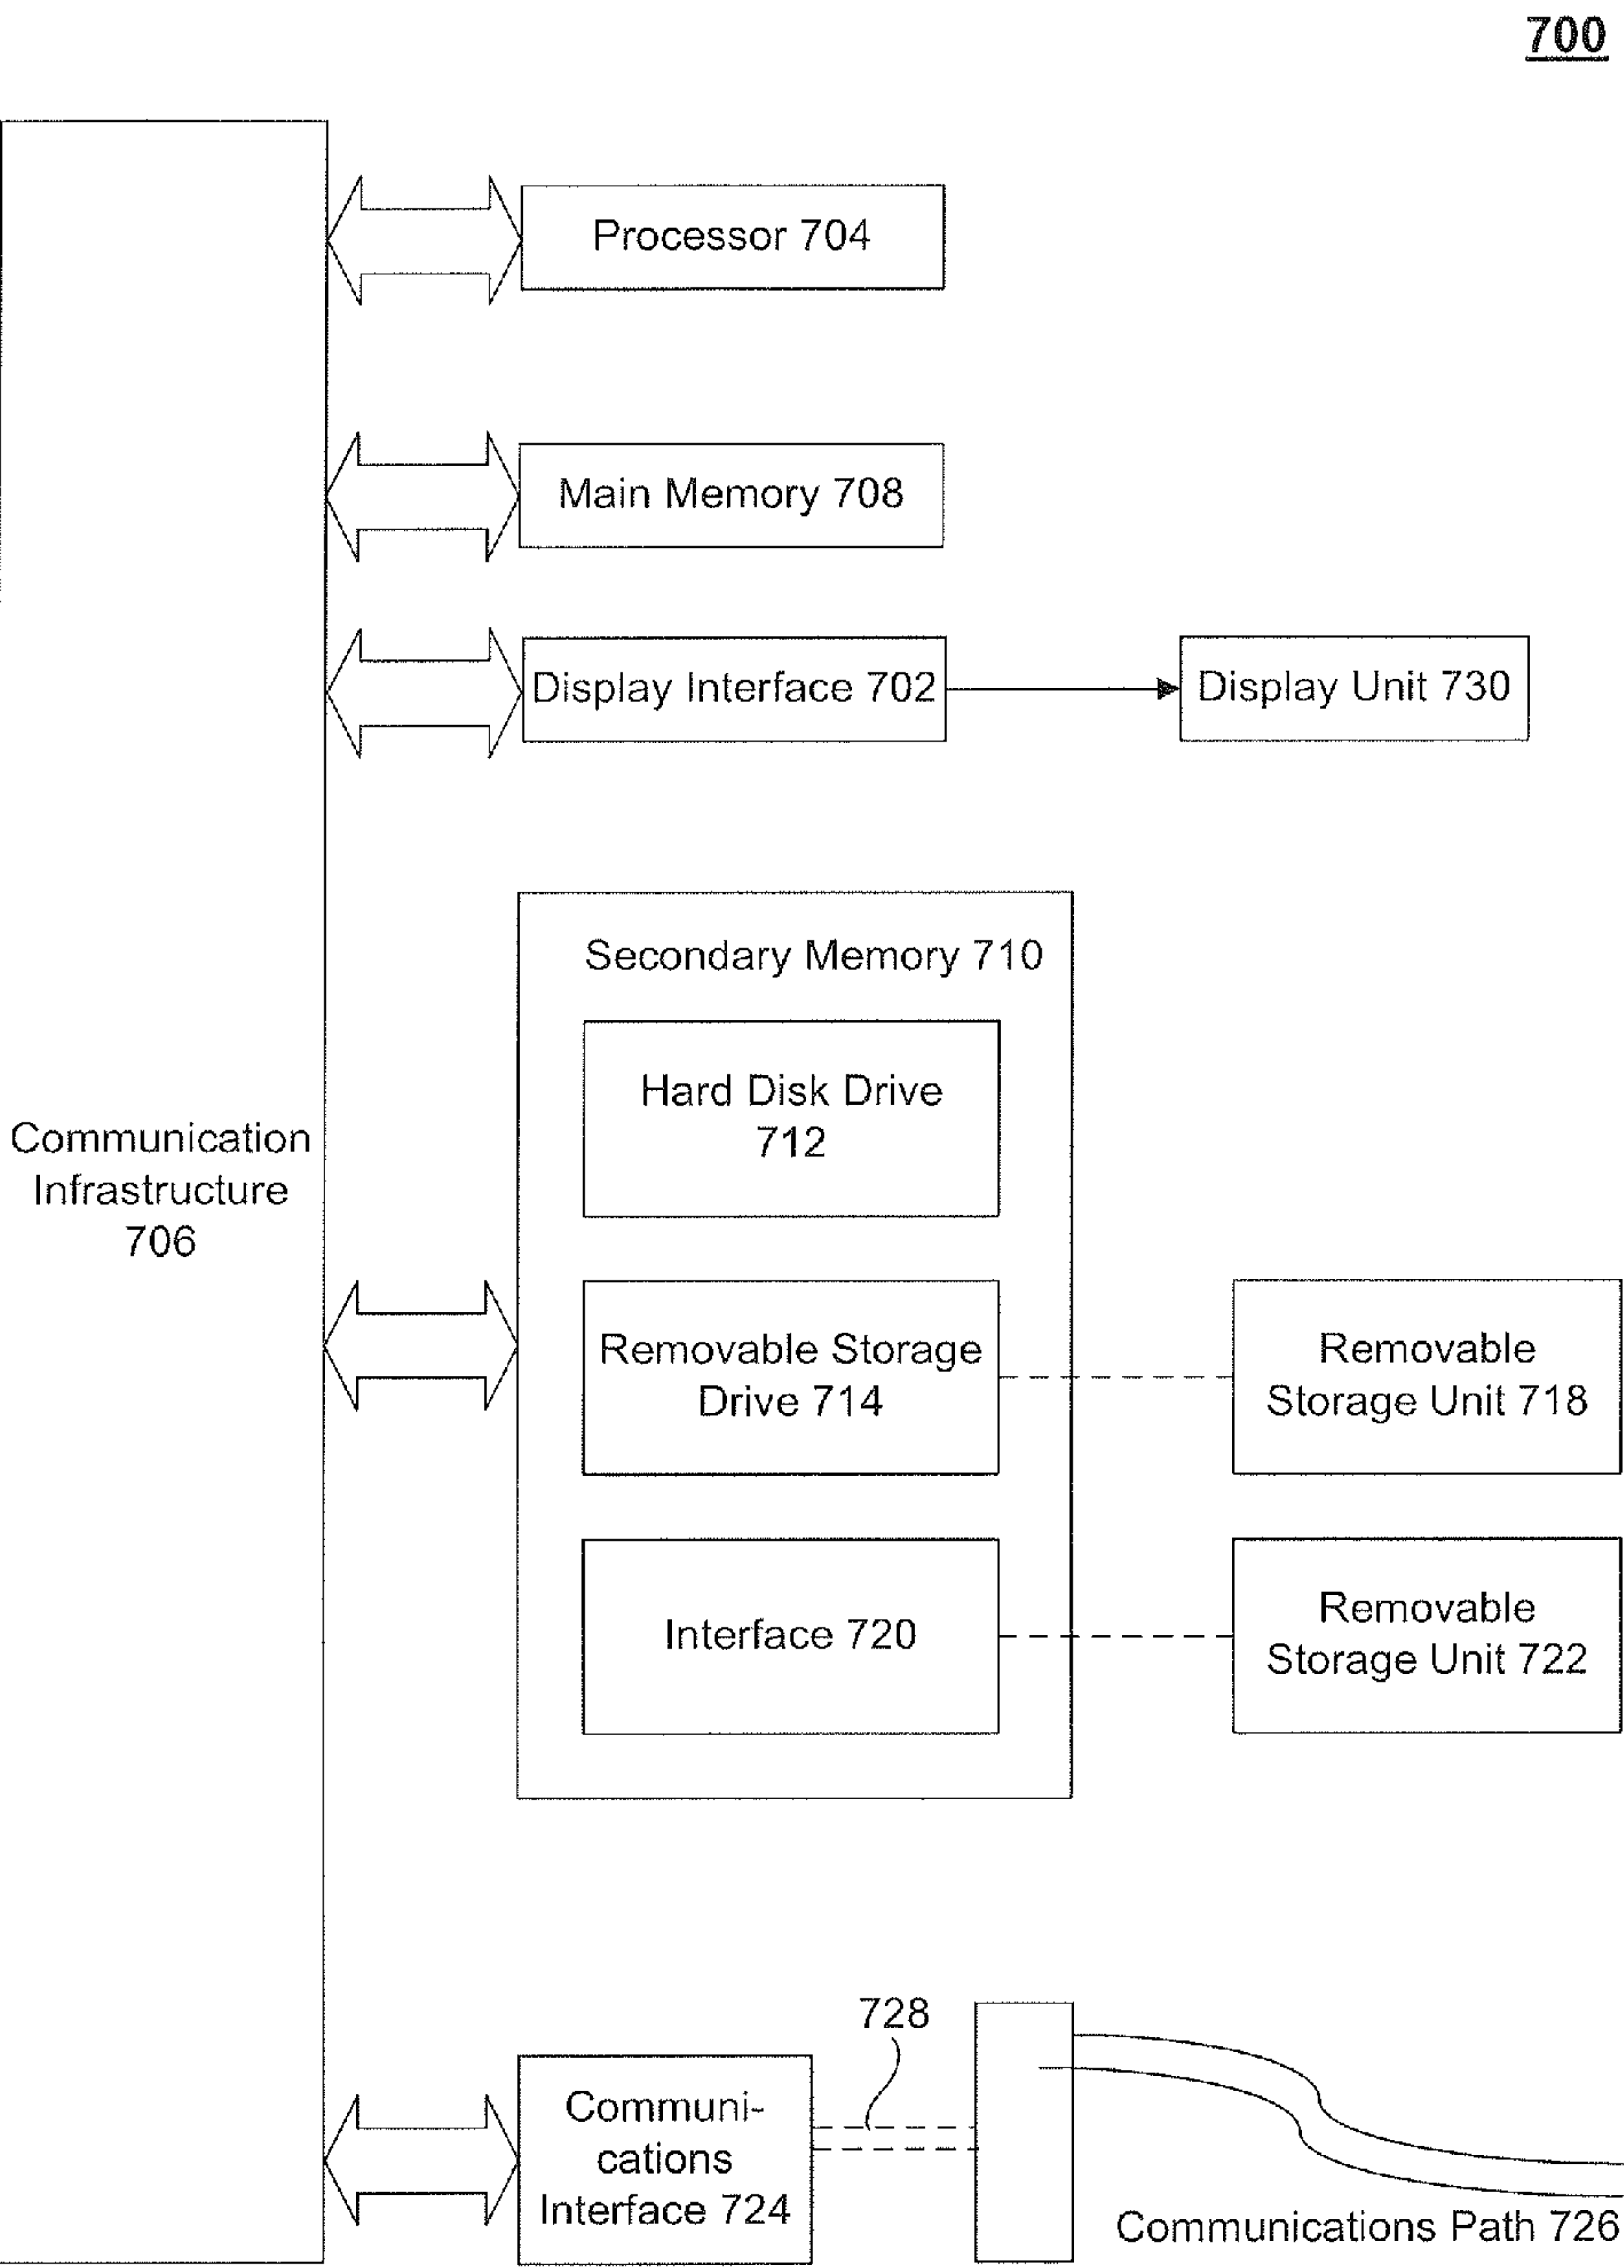 700
Processor 704
Main Memory 708
Display Interface 702
Display Unit 730
Secondary Memory 710
Hard Disk Drive
712
Communication
Infrastructure
706
Removable Storage
Drive 714
Removable
Storage Unit 718
Interface 720
Removable
Storage Unit 722
728
Communi-
cations
Interface 724
Communications Path 726